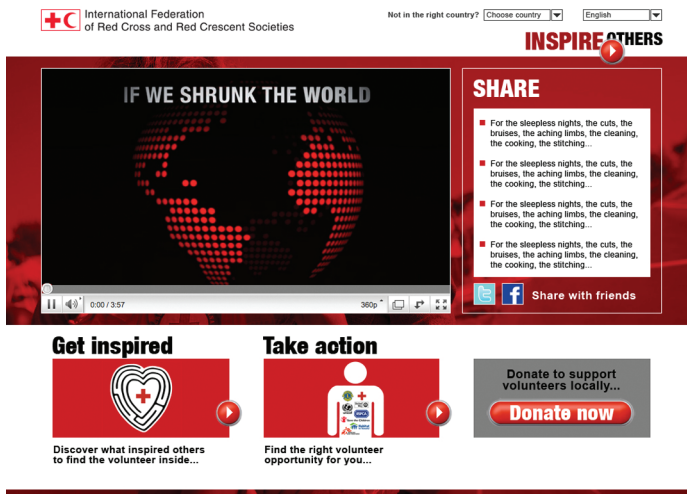 International Federation
of Red Cross and Red Crescent Societies
Not in the right country? Choose country English
INSPIRE OTHERS
IF WE SHRUNK THE WORLD
0:00 / 3:57 360p
SHARE
For the sleepless nights, the cuts, the
bruises, the aching limbs, the cleaning,
the cooking, the stitching...
For the sleepless nights, the cuts, the
bruises, the aching limbs, the cleaning,
the cooking, the stitching...
For the sleepless nights, the cuts, the
bruises, the aching limbs, the cleaning,
the cooking, the stitching...
For the sleepless nights, the cuts, the
bruises, the aching limbs, the cleaning,
the cooking, the stitching...
Share with friends
Get inspired
Discover what inspired others
to find the volunteer inside...
Take action
Find the right volunteer
opportunity for you...
Donate to support
volunteers locally...
Donate now